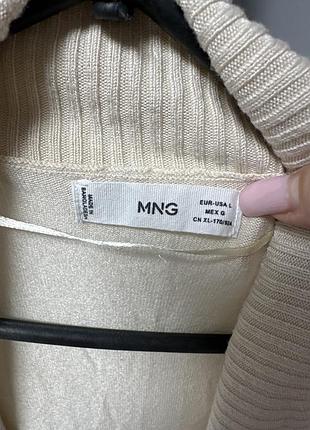 MADE IN
BANGLADESH
MNG
EUR-USA L
MEX G
CN XL-170/92A